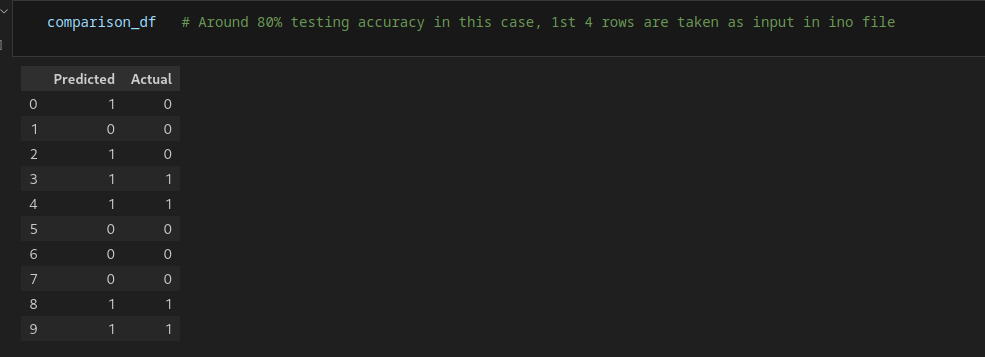 comparison_df # Around 80% testing accuracy in this case, 1st 4 rows are taken as input in ino file
Predicted Actual
0 1 0
1 0 0
2 1 0
3 1 1
4 1 1
5 0 0
6 0 0
7 0 0
8 1 1
9 1 1